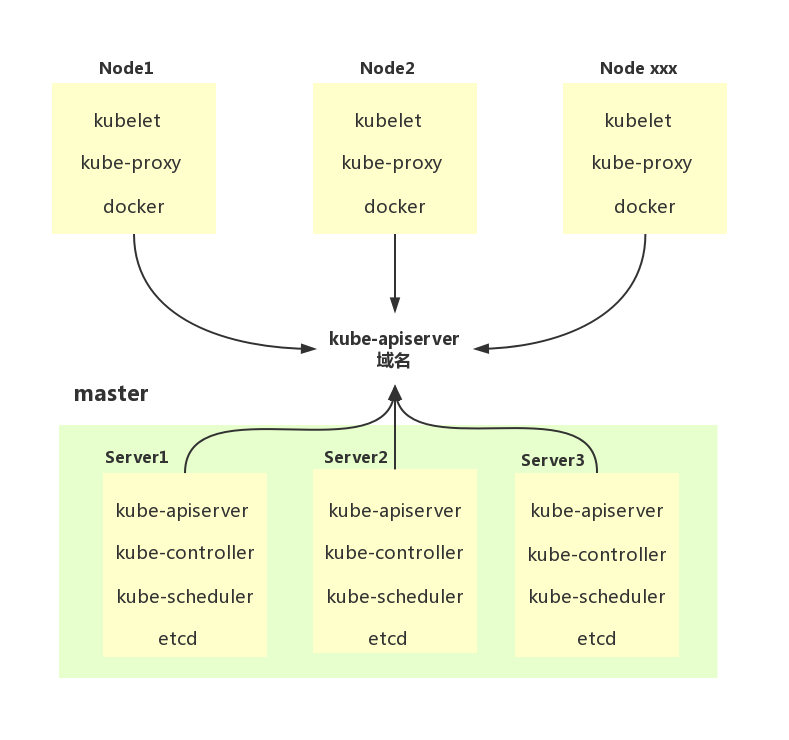 Node1
kubelet
kube-proxy
docker
Node2
kubelet
kube-proxy
docker
Node xxx
kubelet
kube-proxy
docker
kube-apiserver
域名
master
Server1
kube-apiserver
kube-controller
kube-scheduler
etcd
Server2
kube-apiserver
kube-controller
kube-scheduler
etcd
Server3
kube-apiserver
kube-controller
kube-scheduler
etcd